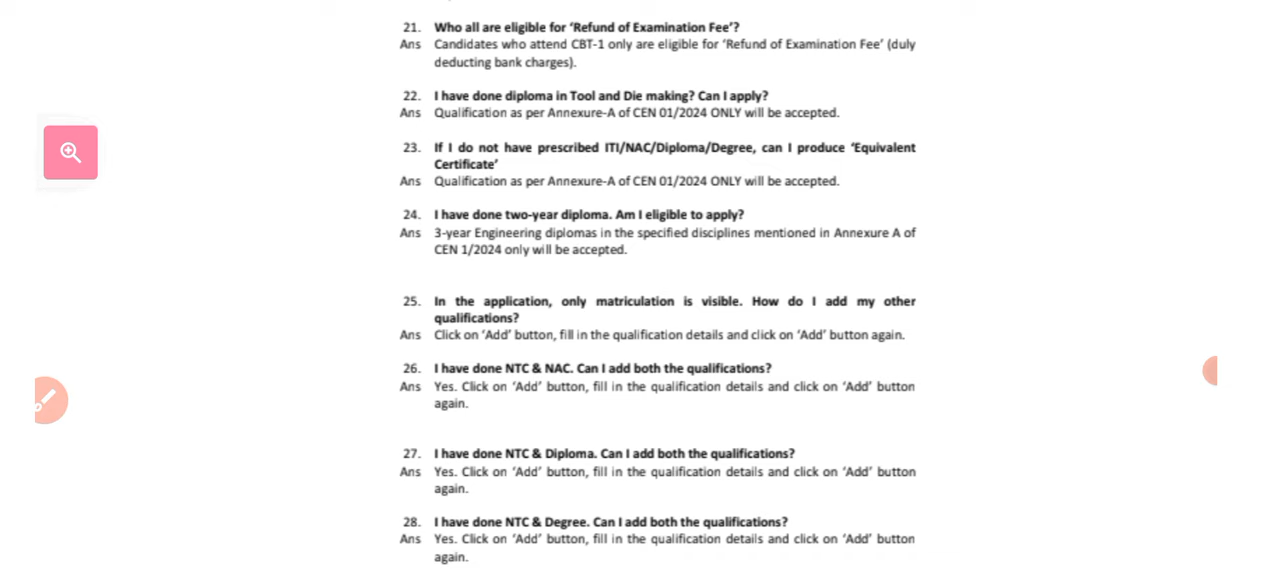 21. Who all are eligible for ‘Refund of Examination Fee’?
Ans Candidates who attend CBT-1 only are eligible for ‘Refund of Examination Fee’ (duly
deducting bank charges).
22. I have done diploma in Tool and Die making? Can I apply?
Ans Qualification as per Annexure-A of CEN 01/2024 ONLY will be accepted.
23. If I do not have prescribed ITI/NAC/Diploma/Degree, can I produce ‘Equivalent
Certificate’
Ans Qualification as per Annexure-A of CEN 01/2024 ONLY will be accepted.
24. I have done two-year diploma. Am I eligible to apply?
Ans 3-year Engineering diplomas in the specified disciplines mentioned in Annexure A of
CEN 1/2024 only will be accepted.
25. In the application, only matriculation is visible. How do I add my other
qualifications?
Ans Click on ‘Add’ button, fill in the qualification details and click on ‘Add’ button again.
26. I have done NTC & NAC. Can I add both the qualifications?
Ans Yes. Click on ‘Add’ button, fill in the qualification details and click on ‘Add’ button
again.
27. I have done NTC & Diploma. Can I add both the qualifications?
Ans Yes. Click on ‘Add’ button, fill in the qualification details and click on ‘Add’ button
again.
28. I have done NTC & Degree. Can I add both the qualifications?
Ans Yes. Click on ‘Add’ button, fill in the qualification details and click on ‘Add’ button
again.